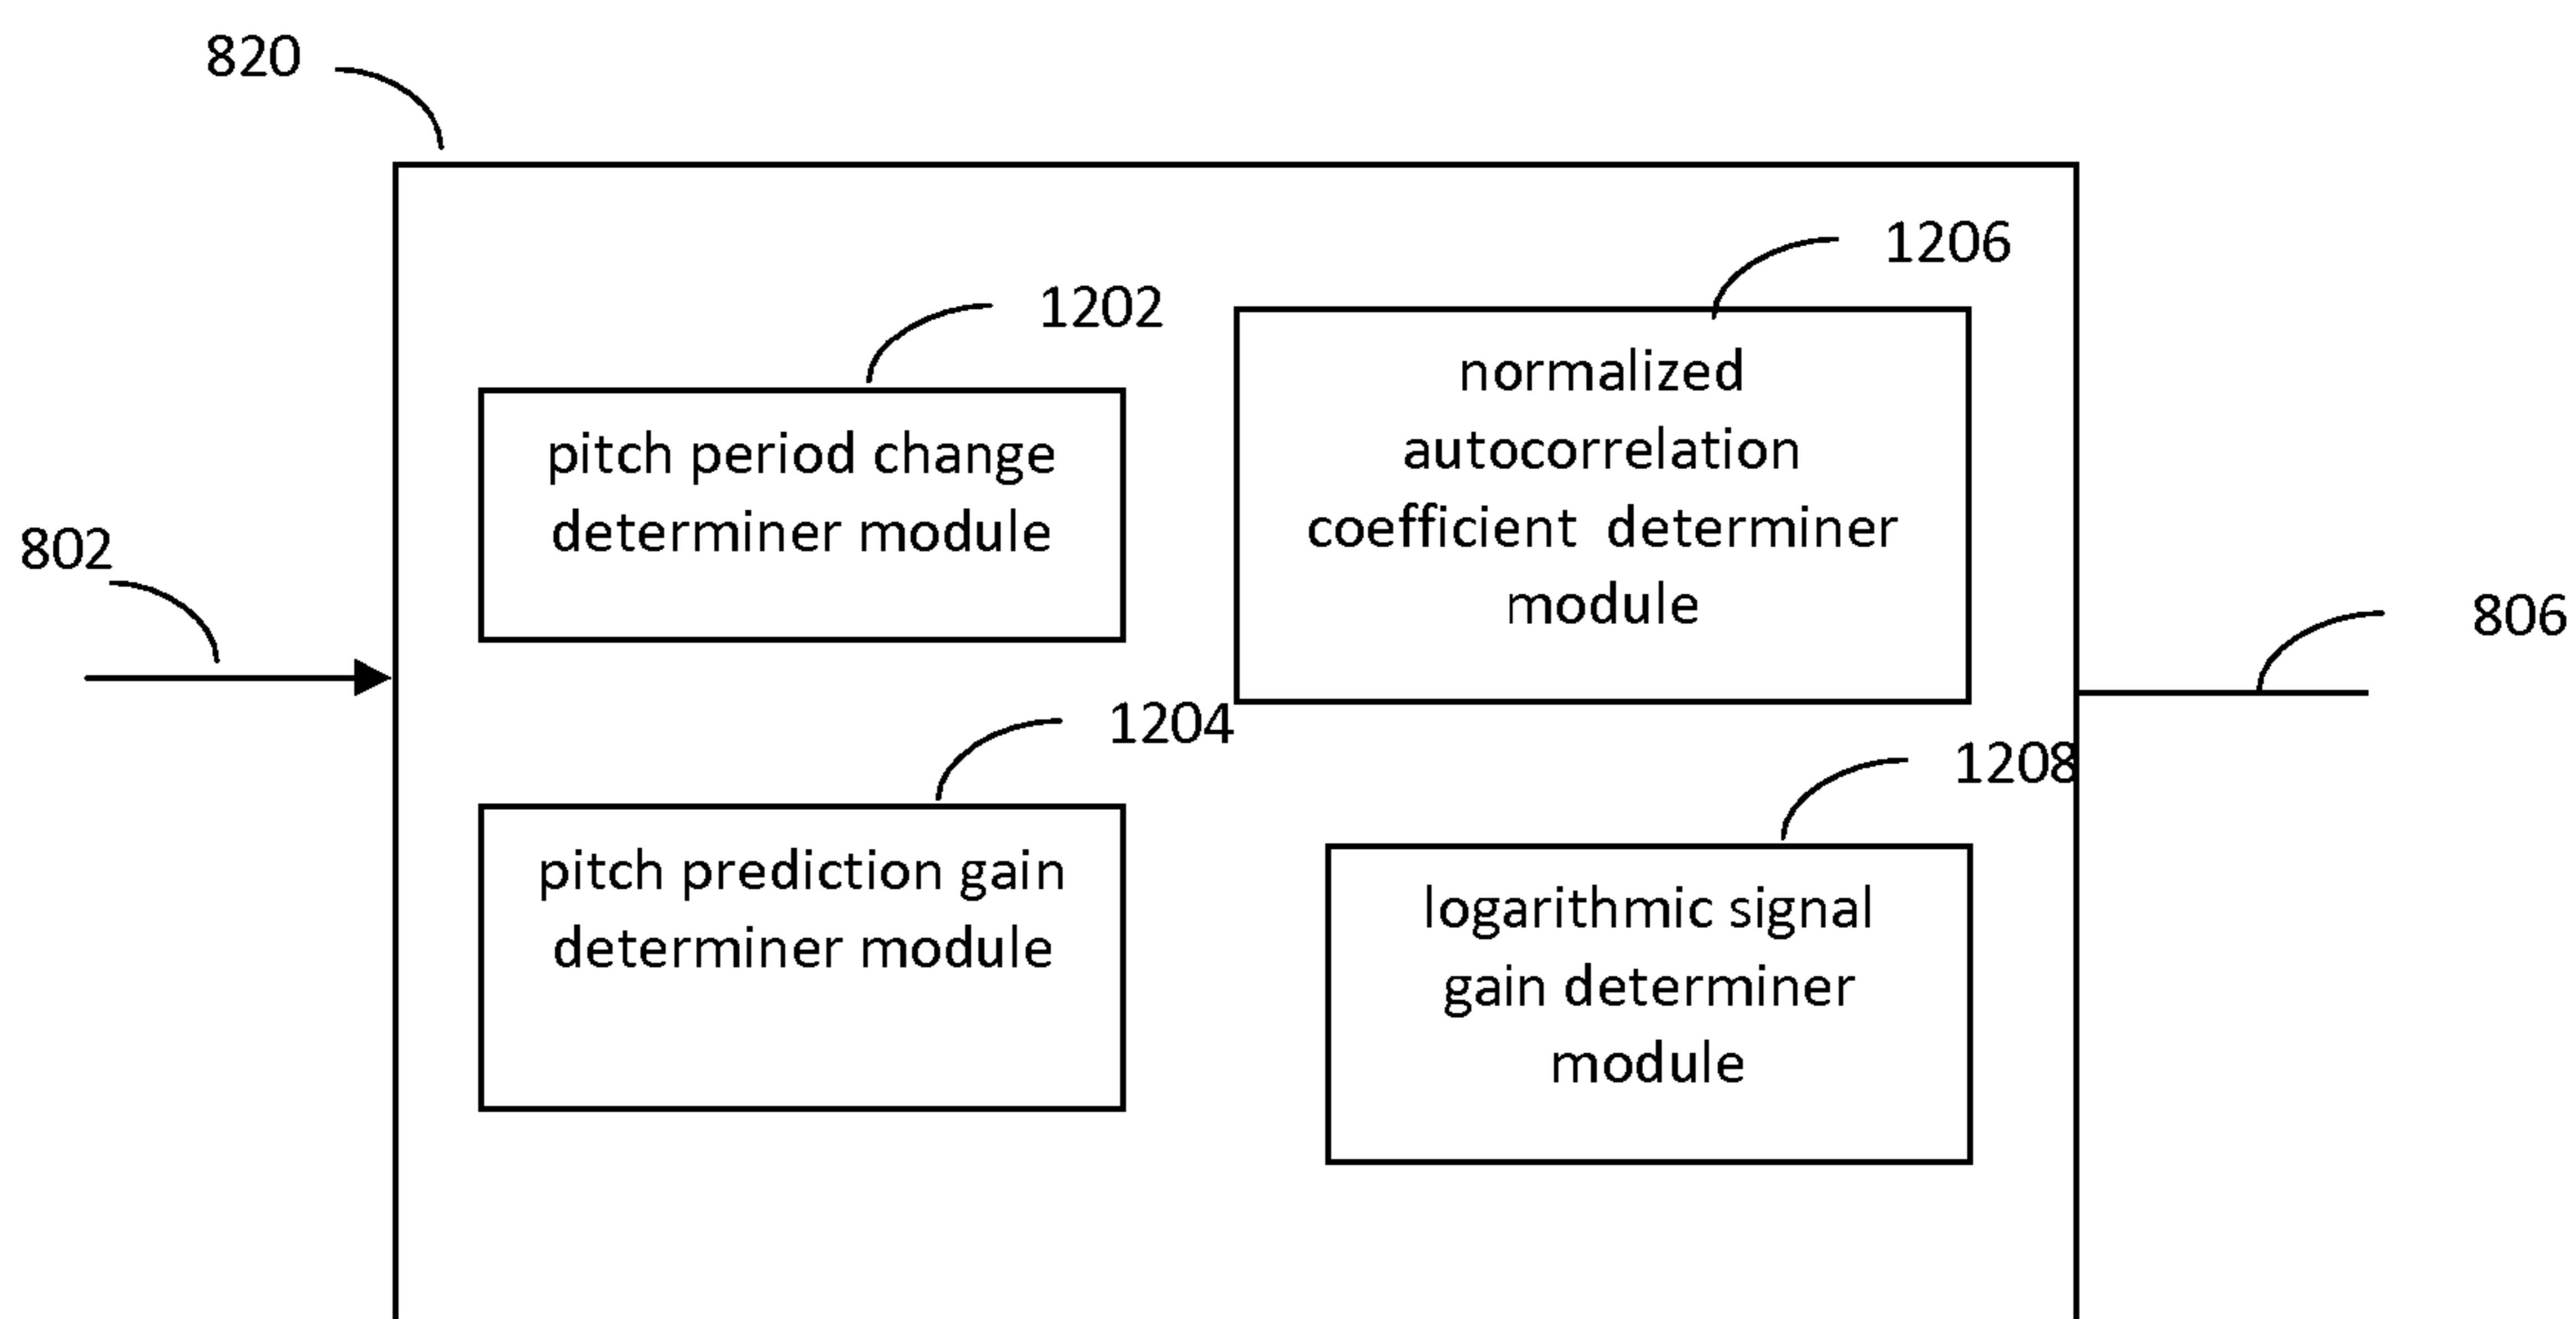 820
1206
1202
normalized
autocorrelation
coefficient determiner
module
pitch period change
determiner module
802
806
1204
1208
pitch prediction gain
determiner module
logarithmic signal
gain determiner
module